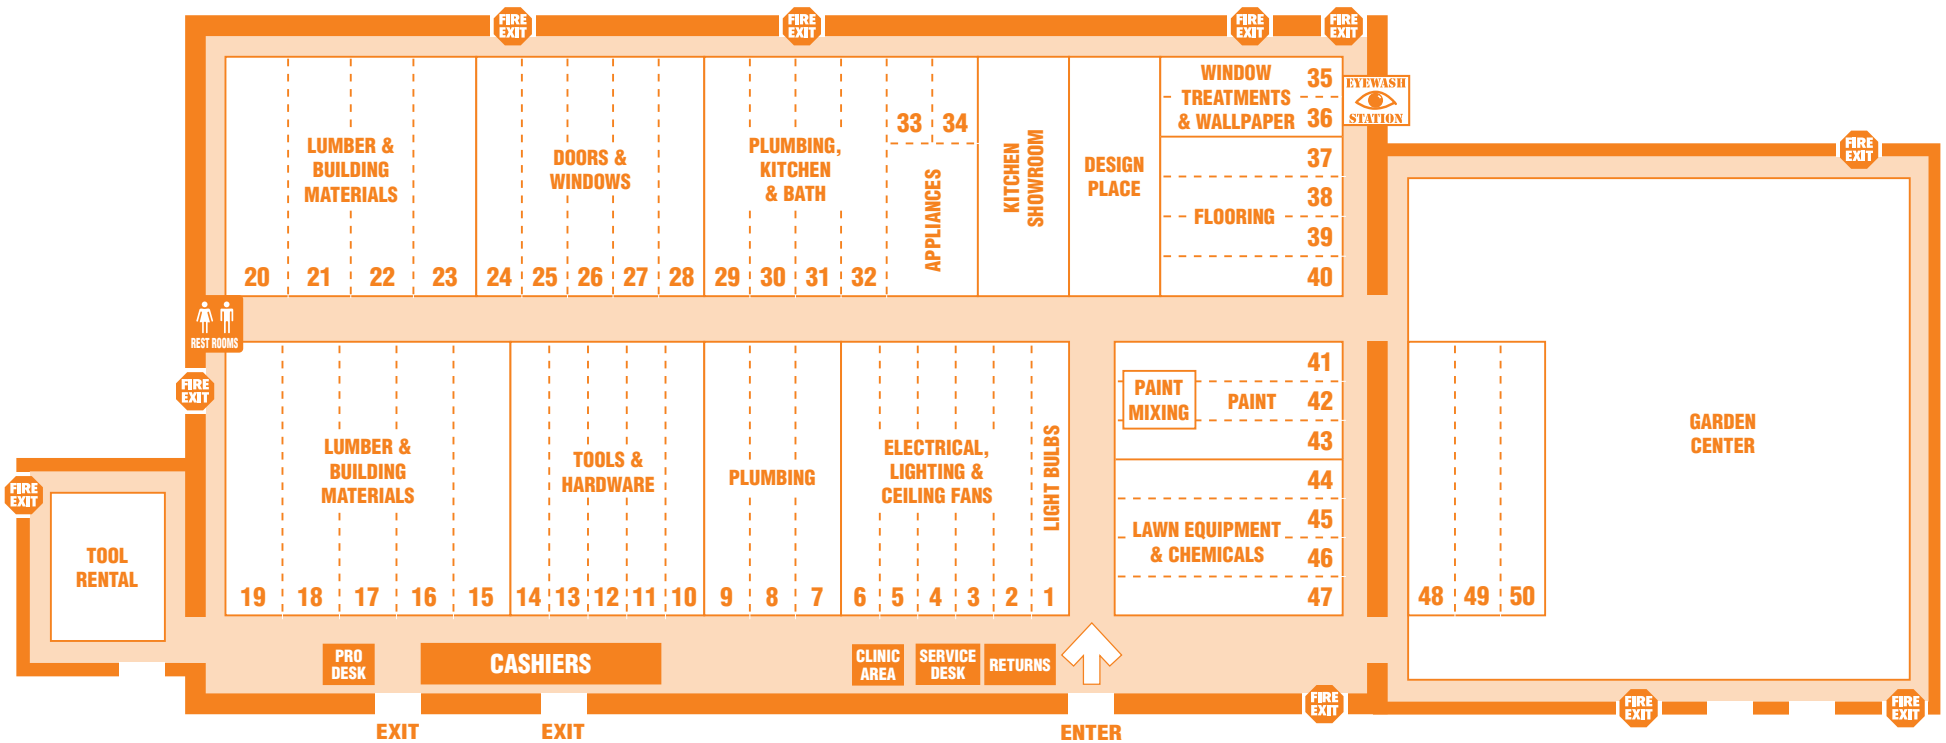 FIRE
EXIT
FIRE
EXIT
FIRE
EXIT
FIRE
EXIT
LUMBER &
BUILDING
MATERIALS
20 21 22 23
DOORS &
WINDOWS
24 25 26 27 28
PLUMBING,
KITCHEN
& BATH
29 30 31 32
33 34
APPLIANCES
KITCHEN
SHOWROOM
DESIGN
PLACE
WINDOW
TREATMENTS
& WALLPAPER
35
36
EYEWASH
STATION
37
38
FLOORING
39
40
FIRE
EXIT
REST ROOMS
FIRE
EXIT
LUMBER &
BUILDING
MATERIALS
19 18 17 16 15
TOOLS &
HARDWARE
14 13 12 11 10
PLUMBING
9 8 7
ELECTRICAL,
LIGHTING &
CEILING FANS
LIGHT BULBS
6 5 4 3 2 1
41
PAINT
MIXING
PAINT
42
43
44
45
LAWN EQUIPMENT
& CHEMICALS
46
47
48 49 50
GARDEN
CENTER
FIRE
EXIT
TOOL
RENTAL
PRO
DESK
CASHIERS
CLINIC
AREA
SERVICE
DESK
RETURNS
EXIT
EXIT
ENTER
FIRE
EXIT
FIRE
EXIT
FIRE
EXIT